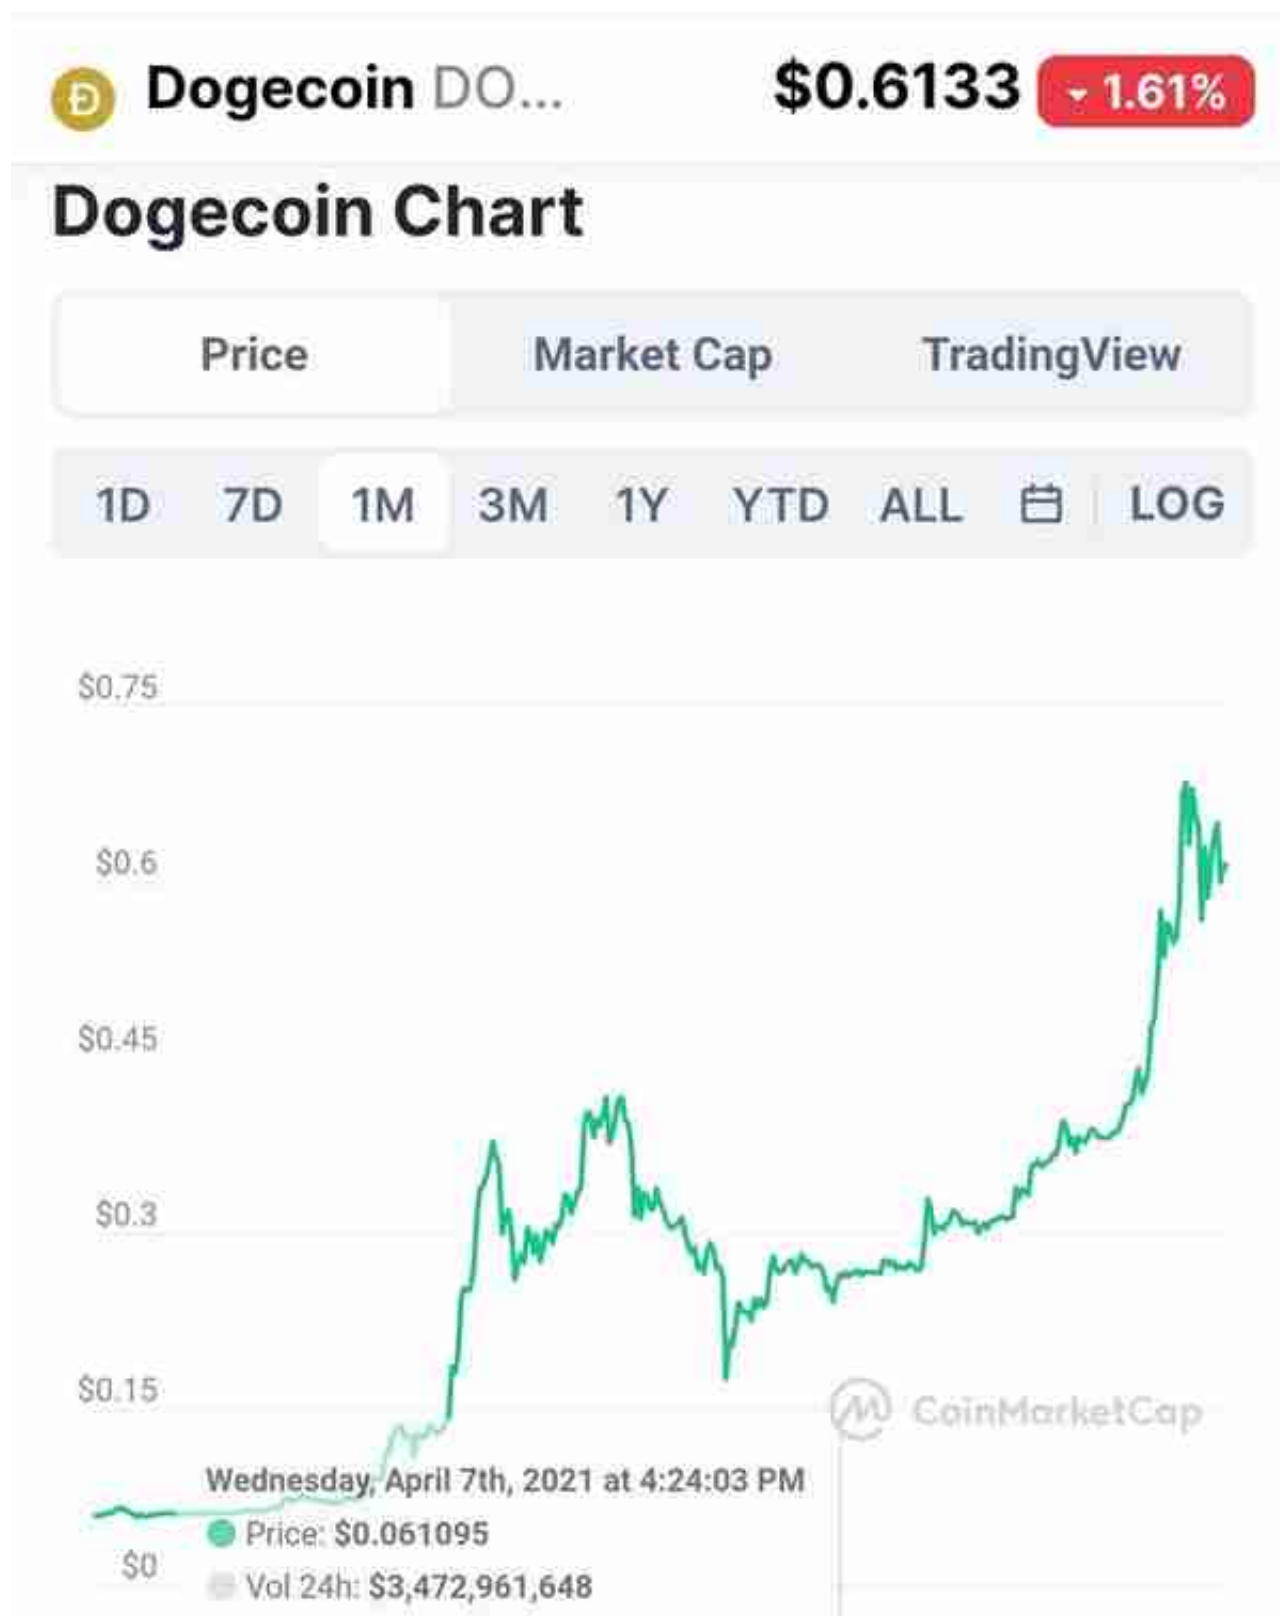 Dogecoin DO... $0.6133 1.61%
Dogecoin Chart
Price Market Cap TradingView
1D 7D 1M 3M 1Y YTD ALL LOG
$0.75
$0.6
$0.45
$0.3
$0.15
CoinMarketCap
Wednesday, April 7th, 2021 at 4:24:03 PM
Price: $0.061095
$0
Vol 24h: $3,472,961,648